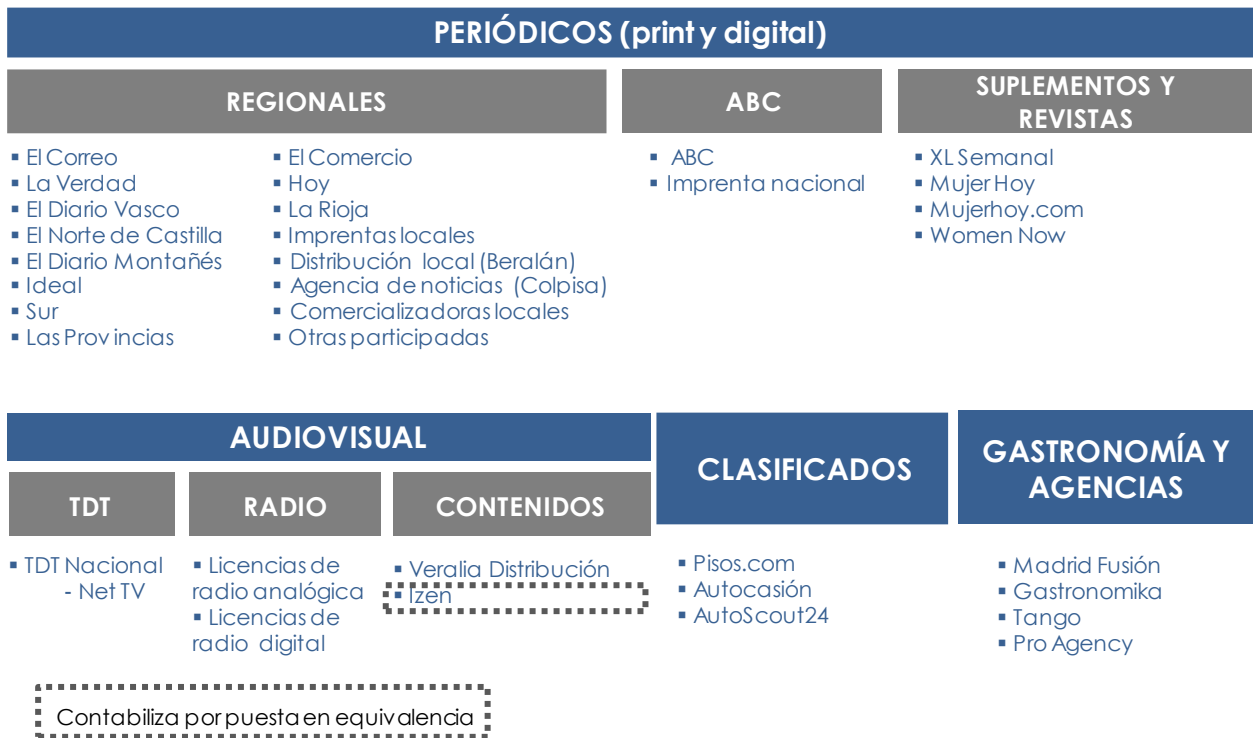 PERIÓDICOS (print y digital)
REGIONALES
▪ El Correo
▪ La Verdad
▪ El Diario Vasco
▪ El Norte de Castilla
▪ El Diario Montañés
▪ Ideal
▪ Sur
▪ Las Provincias
▪ El Comercio
▪ Hoy
▪ La Rioja
▪ Imprentas locales
▪ Distribución local (Beralán)
▪ Agencia de noticias (Colpisa)
▪ Comercializadoras locales
▪ Otras participadas
ABC
▪ ABC
▪ Imprenta nacional
SUPLEMENTOS Y
REVISTAS
▪ XL Semanal
▪ Mujer Hoy
▪ Mujerhoy.com
▪ Women Now
AUDIOVISUAL
TDT
▪ TDT Nacional
- Net TV
RADIO
▪ Licencias de
radio analógica
▪ Licencias de
radio digital
CONTENIDOS
▪ Veralia Distribución
▪ Izen
CLASIFICADOS
▪ Pisos.com
▪ Autocasión
▪ AutoScout24
GASTRONOMÍA Y
AGENCIAS
▪ Madrid Fusión
▪ Gastronomika
▪ Tango
▪ Pro Agency
Contabiliza por puesta en equivalencia